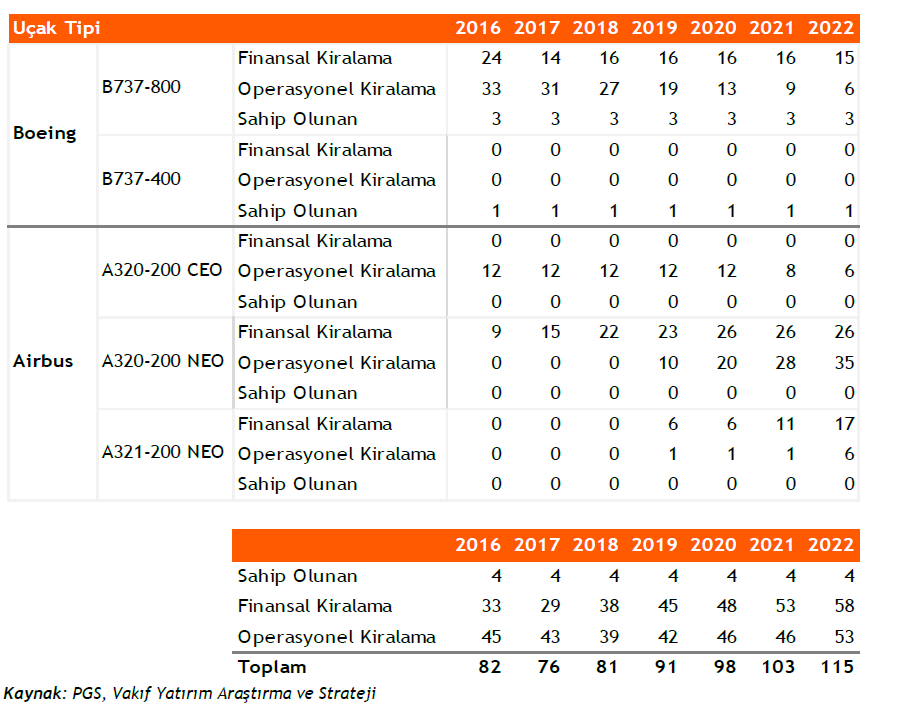 Uçak Tipi 2016 2017 2018 2019 2020 2021 2022
Finansal Kiralama 24 14 16 16 16 16 15
B737-800 Operasyonel Kiralama 33 31 27 19 13 9 6
Sahip Olunan 3 3 3 3 3 3 3
Boeing
Finansal Kiralama 0 0 0 0 0 0 0
B737-400 Operasyonel Kiralama 0 0 0 0 0 0 0
Sahip Olunan 1 1 1 1 1 1 1
Finansal Kiralama 0 0 0 0 0 0 0
A320-200 CEO Operasyonel Kiralama 12 12 12 12 12 8 6
Sahip Olunan 0 0 0 0 0 0 0
Finansal Kiralama 9 15 22 23 26 26 26
Airbus A320-200 NEO Operasyonel Kiralama 0 0 0 10 20 28 35
Sahip Olunan 0 0 0 0 0 0 0
Finansal Kiralama 0 0 0 6 6 11 17
A321-200 NEO Operasyonel Kiralama 0 0 0 1 1 1 6
Sahip Olunan 0 0 0 0 0 0 0
2016 2017 2018 2019 2020 2021 2022
Sahip Olunan 4 4 4 4 4 4 4
Finansal Kiralama 33 29 38 45 48 53 58
Operasyonel Kiralama 45 43 39 42 46 46 53
Toplam 82 76 81 91 98 103 115
Kaynak: PGS, Vakıf Yatırım Araştırma ve Strateji